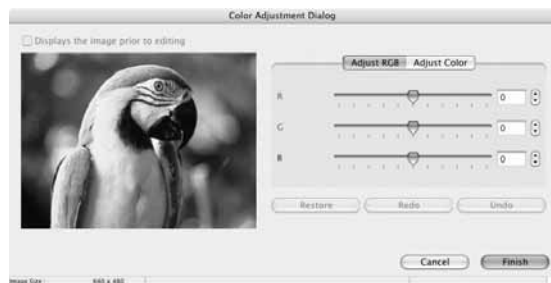 Color Adjustment Dialog
Displays the image prior to editing
Adjust RGB Adjust Color
R 0
G 0
B 0
Restore Redo Undo
Cancel Finish
Image Size : 640 x 480